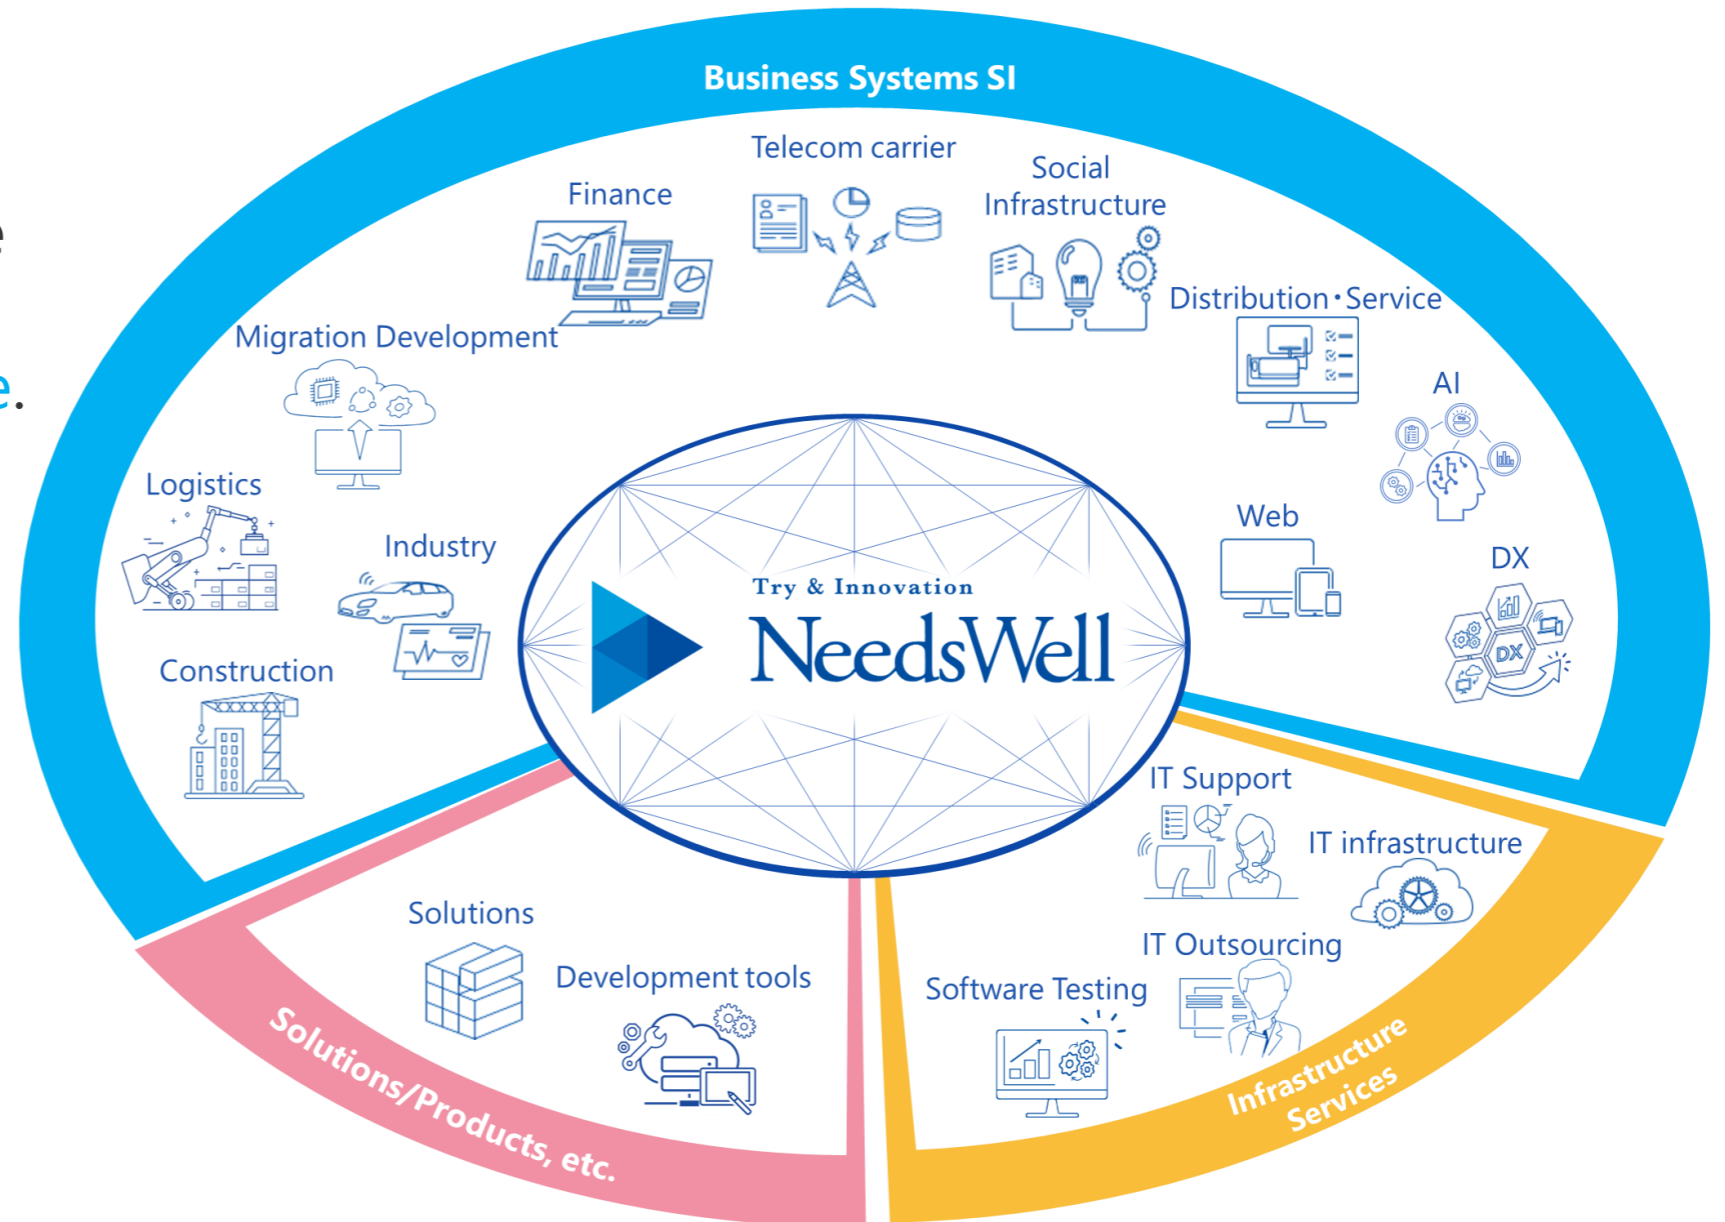 Business Systems SI
Telecom carrier
Social
Infrastructure
Finance
Distribution・Service
Migration Development
e.
AI
Logistics
Web
Industry
DX
DX
Try & Innovation
NeedsWell
Construction
IT Support
IT infrastructure
Solutions
IT Outsourcing
Development tools
Software Testing
Solutions/Products, etc.
Infrastructure
Services